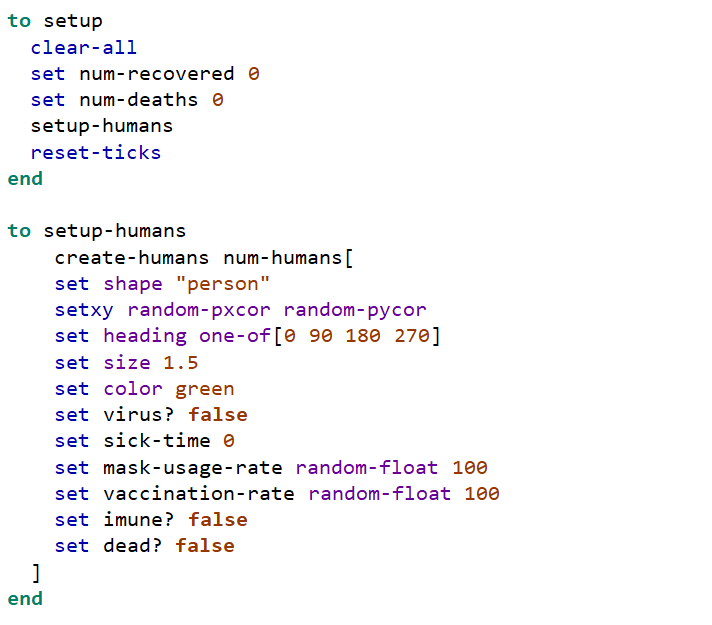 to setup
  clear-all
  set num-recovered 0
  set num-deaths 0
  setup-humans
  reset-ticks
end

to setup-humans
    create-humans num-humans[
    set shape "person"
    setxy random-pxcor random-pycor
    set heading one-of[0 90 180 270]
    set size 1.5
    set color green
    set virus? false
    set sick-time 0
    set mask-usage-rate random-float 100
    set vaccination-rate random-float 100
    set imune? false
    set dead? false
  ]
end